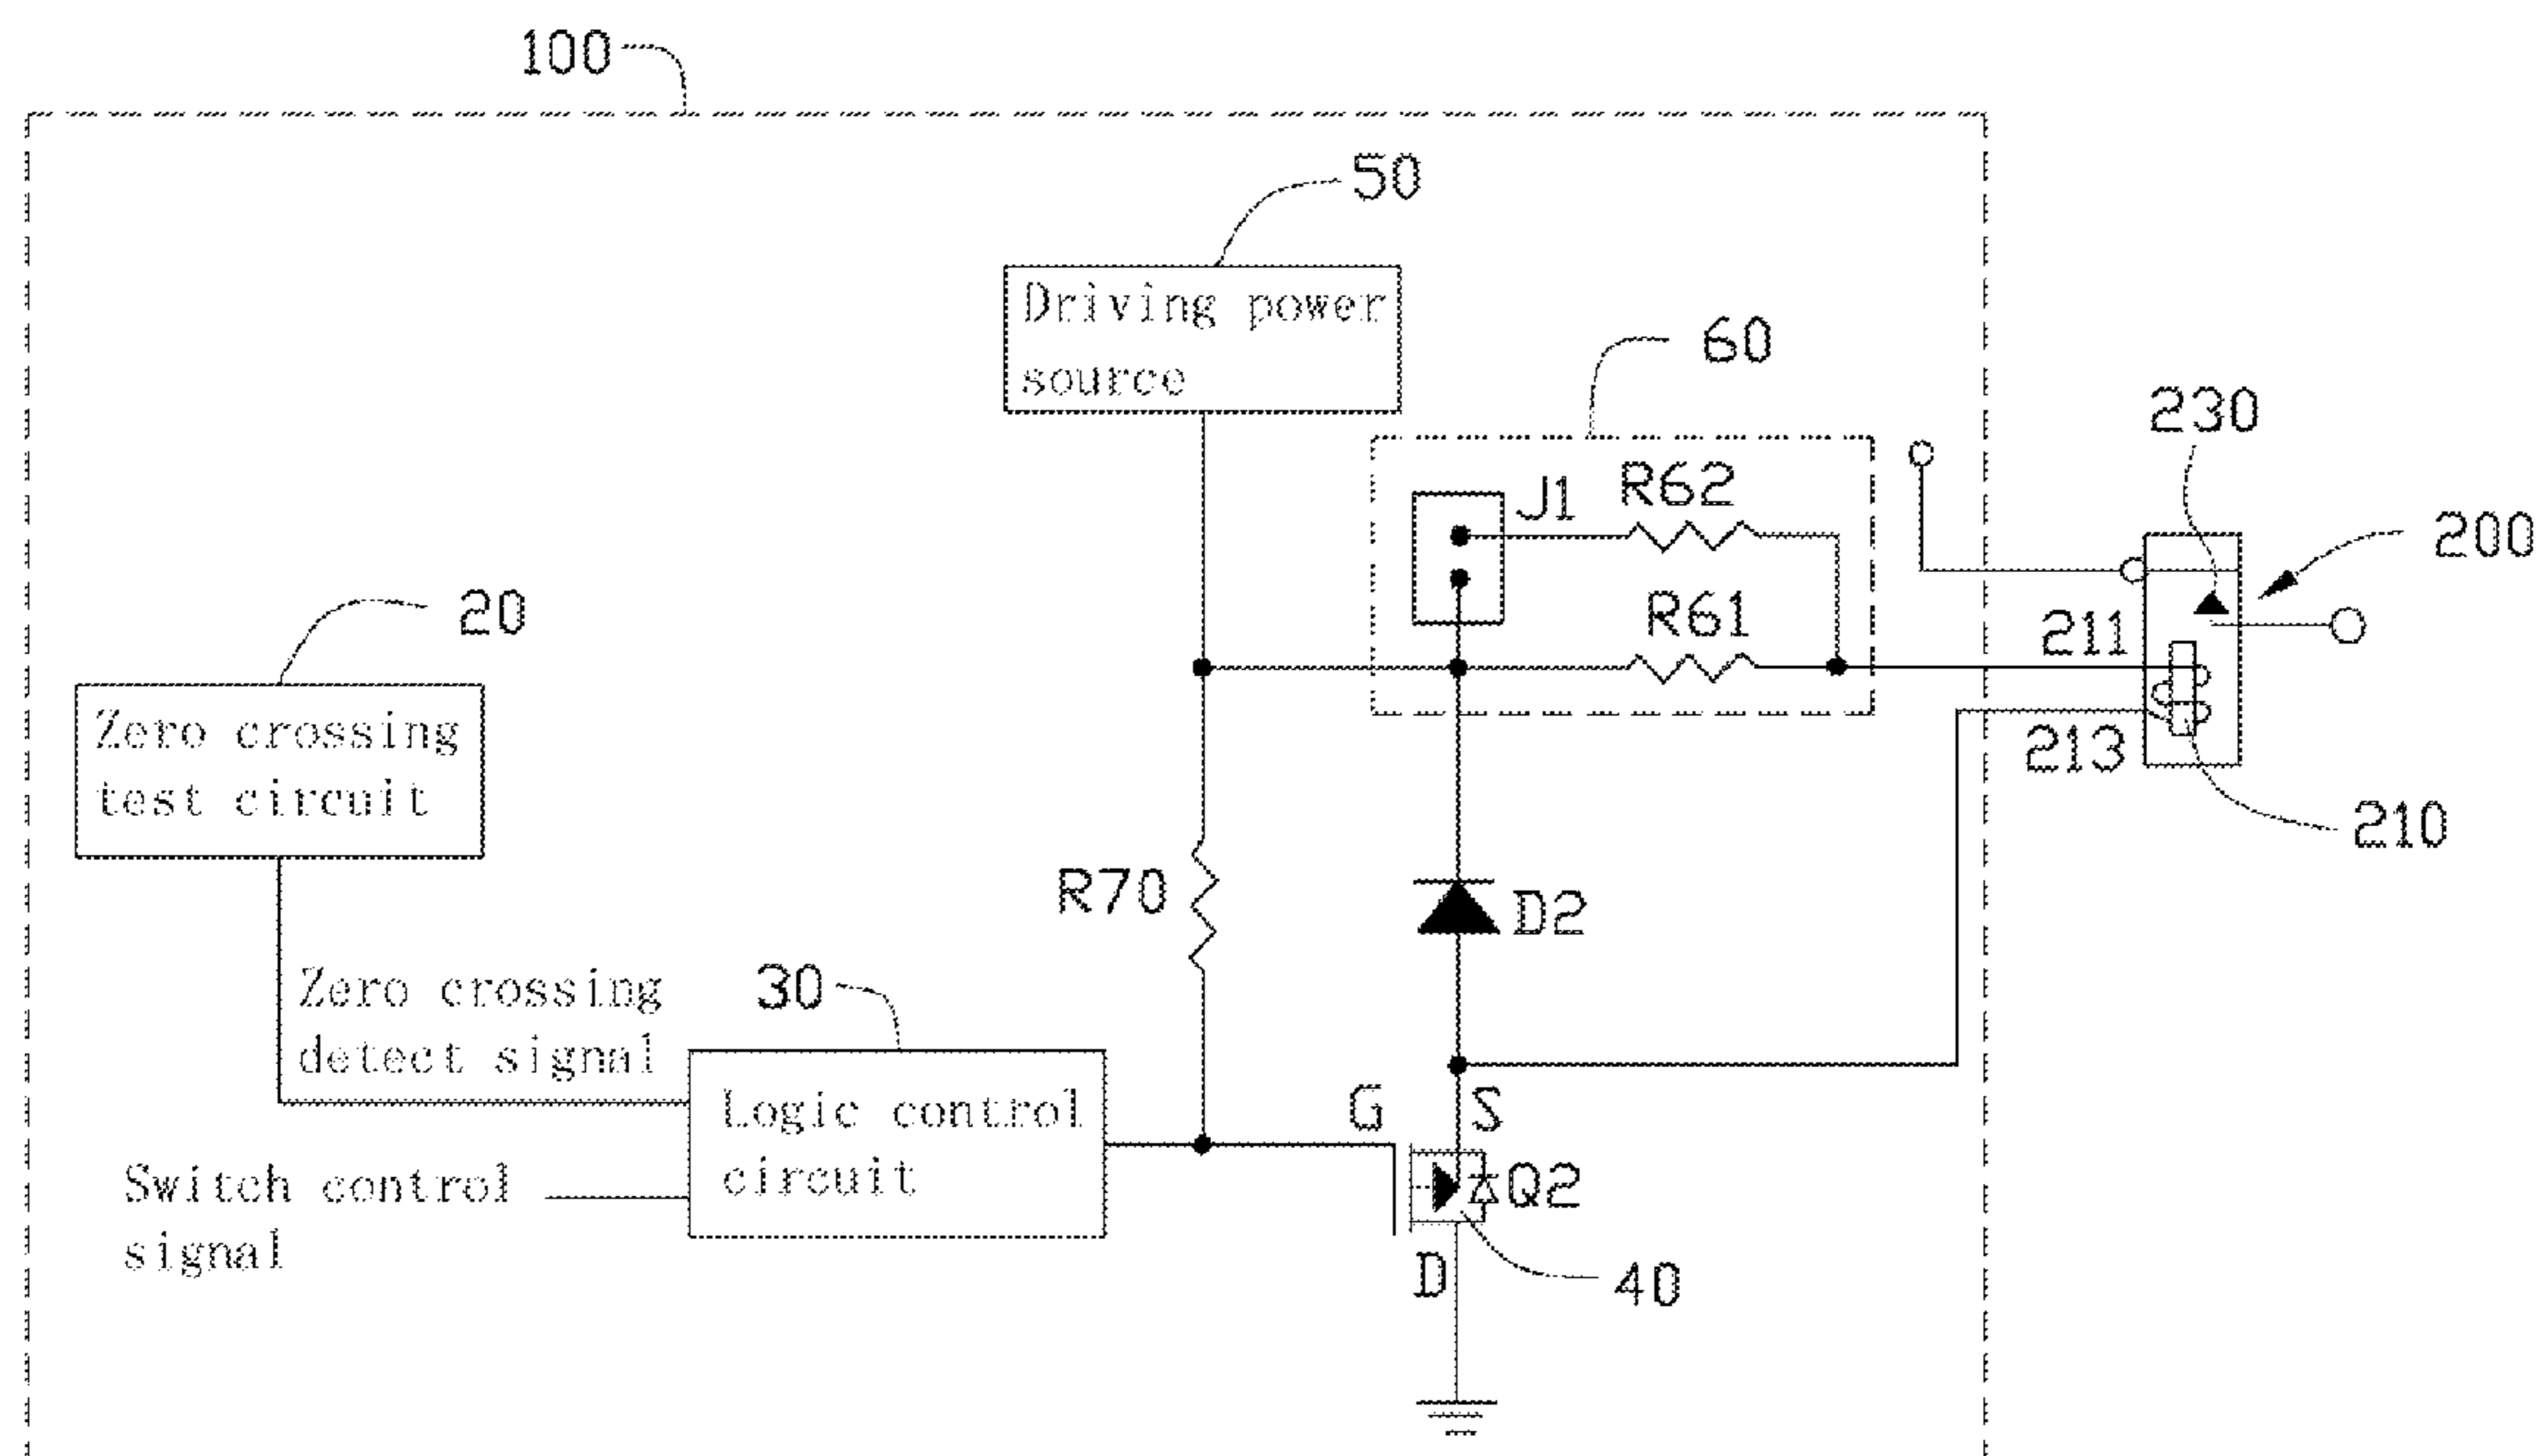 100
50
Driving power
source
60
230
J1
R62
200
20
R61
211
Zero crossing
test circuit
213
210
R70
D2
Zero crossing
detect signal
30
Logic control
circuit
G
S
Switch control
signal
Q2
D
40